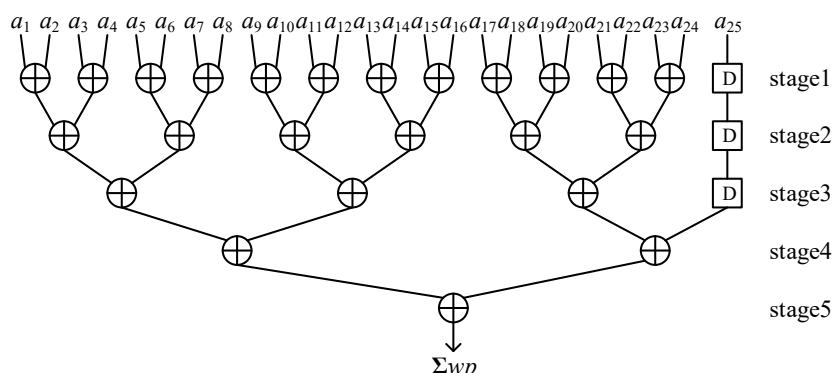 a1 a2 a3 a4 a5 a6 a7 a8 a9 a10 a11 a12 a13 a14 a15 a16 a17 a18 a19 a20 a21 a22 a23 a24 a25
D stage1
D stage2
D stage3
stage4
stage5
Σwp